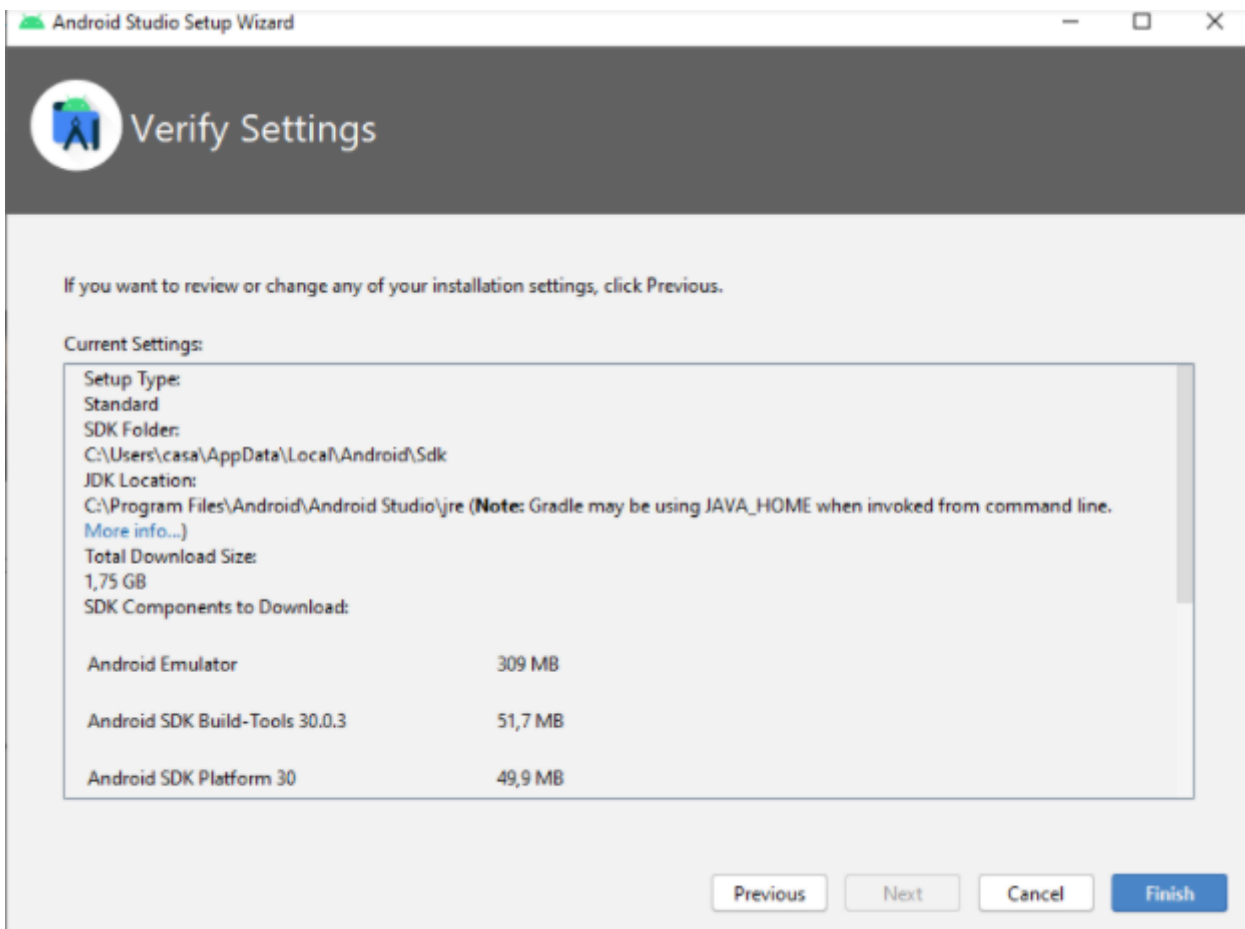 Android Studio Setup Wizard
Verify Settings
If you want to review or change any of your installation settings, click Previous.
Current Settings:
Setup Type:
Standard
SDK Folder:
C:\Users\casa\AppData\Local\Android\Sdk
JDK Location:
C:\Program Files\Android\Android Studio\jre (Note: Gradle may be using JAVA_HOME when invoked from command line.
More info...)
Total Download Size:
1,75 GB
SDK Components to Download:
Android Emulator 309 MB
Android SDK Build-Tools 30.0.3 51,7 MB
Android SDK Platform 30 49,9 MB
Previous Next Cancel Finish